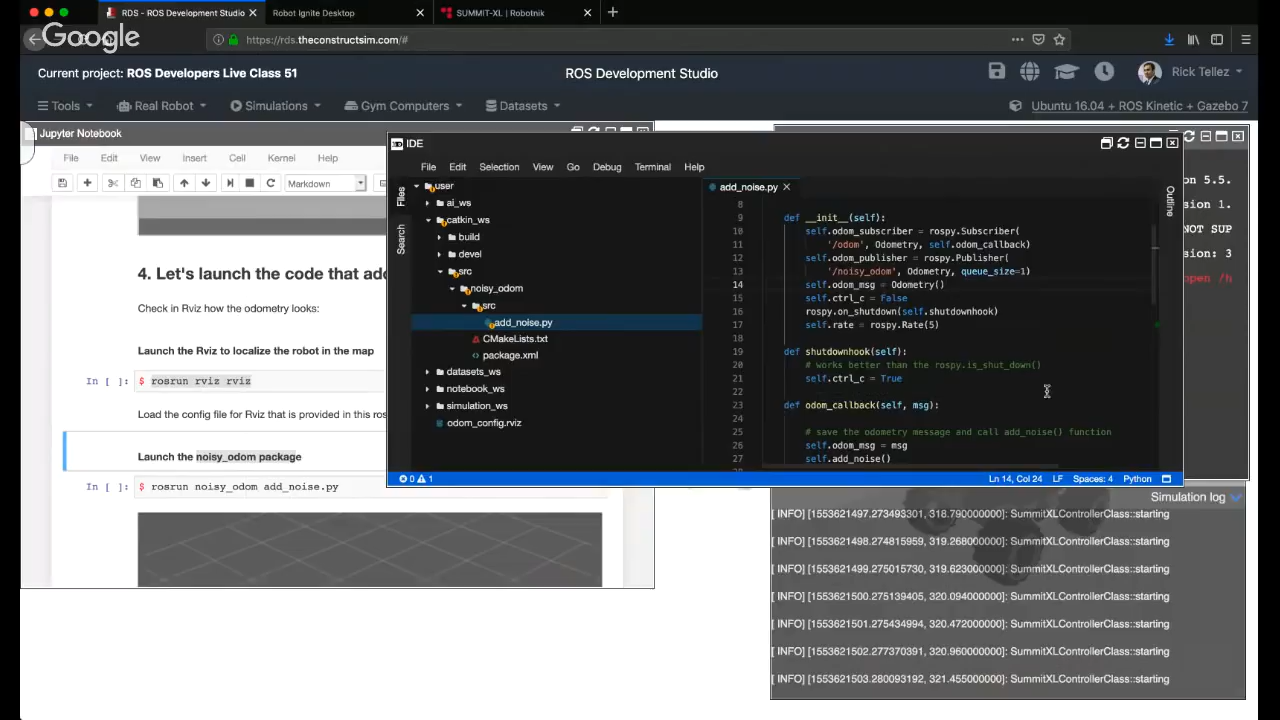 RDS - ROS Development Studio
Robot Ignite Desktop
SUMMIT-XL | Robotnik
Google
https://rds.theconstructsim.com/#
Current project: ROS Developers Live Class 51
ROS Development Studio
Rick Tellez
Tools
Real Robot
Simulations
Gym Computers
Datasets
Ubuntu 16.04 + ROS Kinetic + Gazebo 7
Jupyter Notebook
File Edit View Insert Cell Kernel Help
Markdown
4. Let's launch the code that add
Check in Rviz how the odometry looks:
Launch the Rviz to localize the robot in the map
In [ ]: $ rosrun rviz rviz
Load the config file for Rviz that is provided in this ros
Launch the noisy_odom package
In [ ]: $ rosrun noisy_odom add_noise.py
IDE
File Edit Selection View Go Debug Terminal Help
Files
Search
user
ai_ws
catkin_ws
build
devel
src
noisy_odom
src
add_noise.py
CMakeLists.txt
package.xml
datasets_ws
notebook_ws
simulation_ws
odom_config.rviz
add_noise.py
Outline
8
9 def __init__(self):
10 self.odom_subscriber = rospy.Subscriber(
11 '/odom', Odometry, self.odom_callback)
12 self.odom_publisher = rospy.Publisher(
13 '/noisy_odom', Odometry, queue_size=1)
14 self.odom_msg = Odometry()
15 self.ctrl_c = False
16 rospy.on_shutdown(self.shutdownhook)
17 self.rate = rospy.Rate(5)
18
19 def shutdownhook(self):
20 # works better than the rospy.is_shut_down()
21 self.ctrl_c = True
22
23 def odom_callback(self, msg):
24
25 # save the odometry message and call add_noise() function
26 self.odom_msg = msg
27 self.add_noise()
0 1
Ln 14, Col 24 LF Spaces: 4 Python
ion 5.5.
sion 1.
NOT SUP
sion: 3
open /h
Simulation log
[ INFO] [1553621497.273493301, 318.790000000]: SummitXLControllerClass::starting
[ INFO] [1553621498.274815959, 319.268000000]: SummitXLControllerClass::starting
[ INFO] [1553621499.275015730, 319.623000000]: SummitXLControllerClass::starting
[ INFO] [1553621500.275139405, 320.094000000]: SummitXLControllerClass::starting
[ INFO] [1553621501.275434994, 320.472000000]: SummitXLControllerClass::starting
[ INFO] [1553621502.277370391, 320.960000000]: SummitXLControllerClass::starting
[ INFO] [1553621503.280093192, 321.455000000]: SummitXLControllerClass::starting